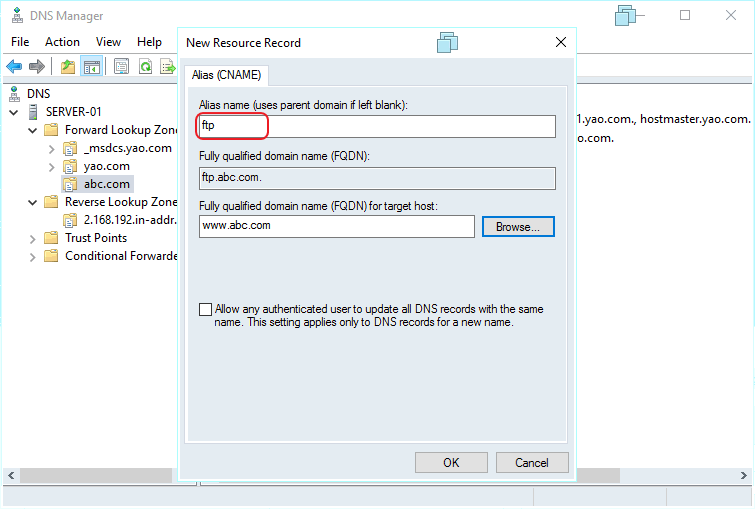 DNS Manager
File Action View Help
DNS
SERVER-01
Forward Lookup Zone
_msdcs.yao.com
yao.com
abc.com
Reverse Lookup Zone
2.168.192.in-addr.
Trust Points
Conditional Forwarde
New Resource Record
Alias (CNAME)
Alias name (uses parent domain if left blank):
ftp
Fully qualified domain name (FQDN):
ftp.abc.com.
Fully qualified domain name (FQDN) for target host:
www.abc.com
Browse...
Allow any authenticated user to update all DNS records with the same
name. This setting applies only to DNS records for a new name.
OK Cancel
1.yao.com., hostmaster.yao.com.
o.com.